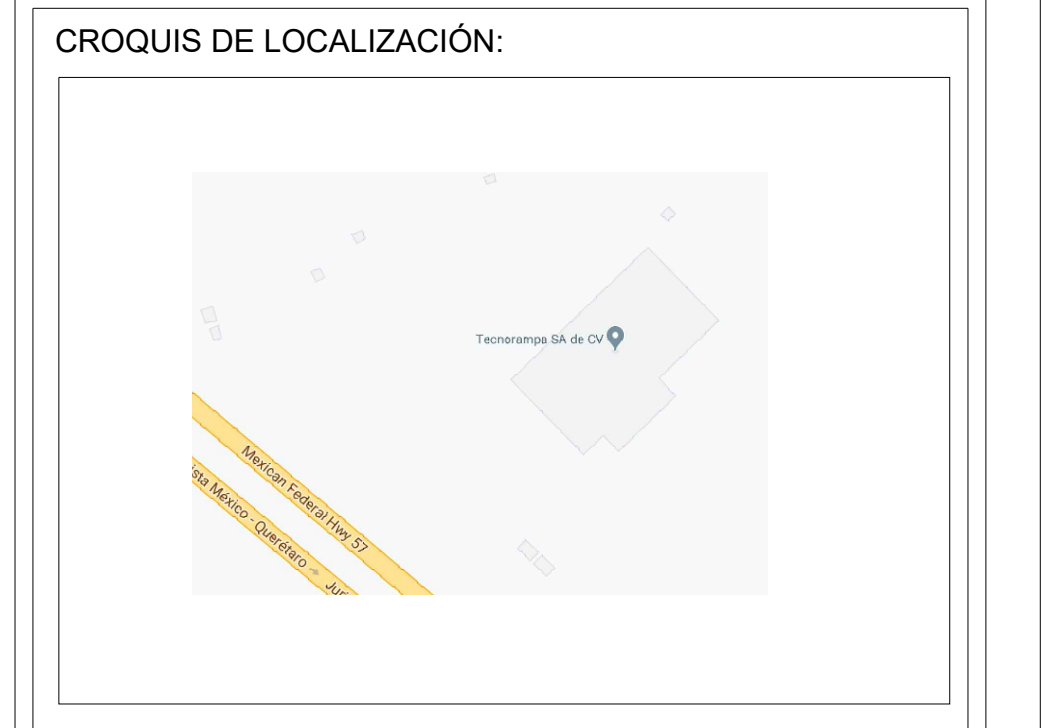 CROQUIS DE LOCALIZACIÓN:
Tecnorampa SA de CV
Mexican Federal Hwy 57
ista México - Querétaro